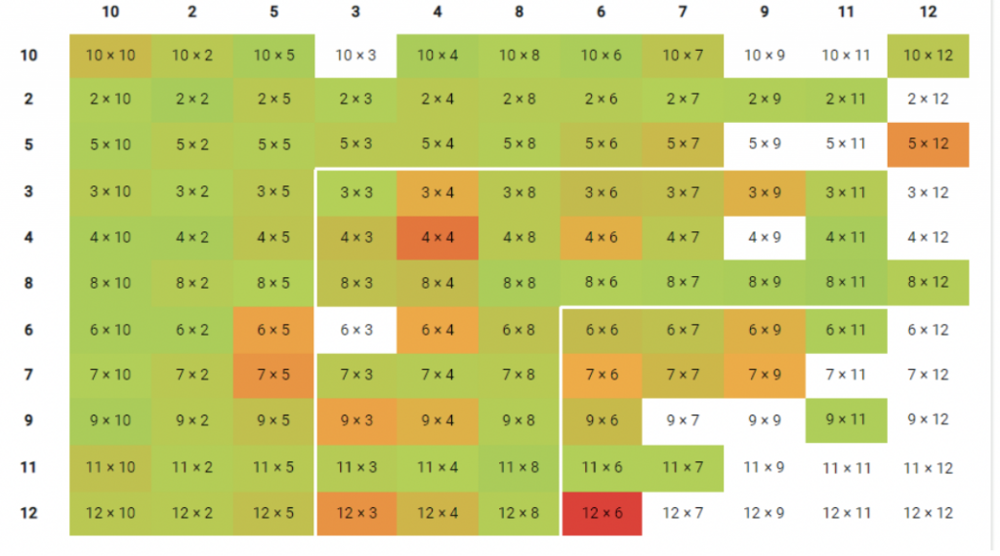 10 2 5 3 4 8 6 7 9 11 12
10 10 × 10 10 × 2 10 × 5 10 × 3 10 × 4 10 × 8 10 × 6 10 × 7 10 × 9 10 × 11 10 × 12
2 2 × 10 2 × 2 2 × 5 2 × 3 2 × 4 2 × 8 2 × 6 2 × 7 2 × 9 2 × 11 2 × 12
5 5 × 10 5 × 2 5 × 5 5 × 3 5 × 4 5 × 8 5 × 6 5 × 7 5 × 9 5 × 11 5 × 12
3 3 × 10 3 × 2 3 × 5 3 × 3 3 × 4 3 × 8 3 × 6 3 × 7 3 × 9 3 × 11 3 × 12
4 4 × 10 4 × 2 4 × 5 4 × 3 4 × 4 4 × 8 4 × 6 4 × 7 4 × 9 4 × 11 4 × 12
8 8 × 10 8 × 2 8 × 5 8 × 3 8 × 4 8 × 8 8 × 6 8 × 7 8 × 9 8 × 11 8 × 12
6 6 × 10 6 × 2 6 × 5 6 × 3 6 × 4 6 × 8 6 × 6 6 × 7 6 × 9 6 × 11 6 × 12
7 7 × 10 7 × 2 7 × 5 7 × 3 7 × 4 7 × 8 7 × 6 7 × 7 7 × 9 7 × 11 7 × 12
9 9 × 10 9 × 2 9 × 5 9 × 3 9 × 4 9 × 8 9 × 6 9 × 7 9 × 9 9 × 11 9 × 12
11 11 × 10 11 × 2 11 × 5 11 × 3 11 × 4 11 × 8 11 × 6 11 × 7 11 × 9 11 × 11 11 × 12
12 12 × 10 12 × 2 12 × 5 12 × 3 12 × 4 12 × 8 12 × 6 12 × 7 12 × 9 12 × 11 12 × 12